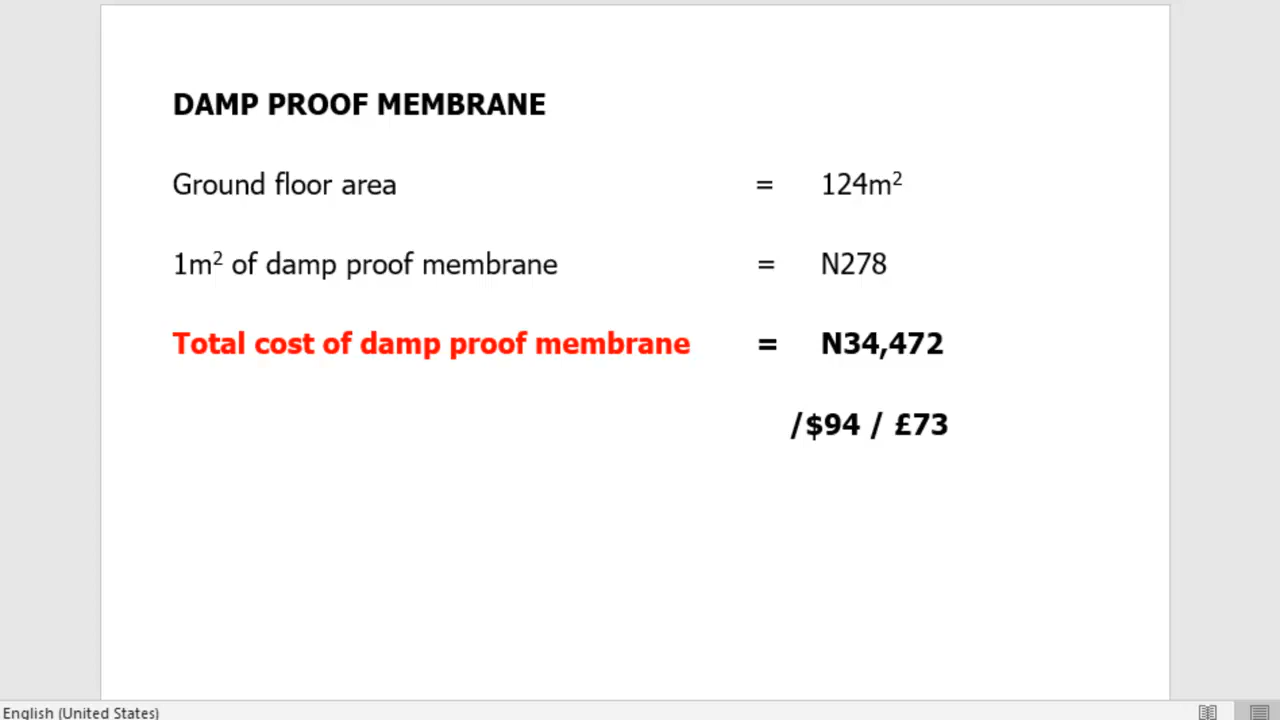 DAMP PROOF MEMBRANE
Ground floor area = 124m²
1m² of damp proof membrane = N278
Total cost of damp proof membrane = N34,472
/$94 / £73
English (United States)